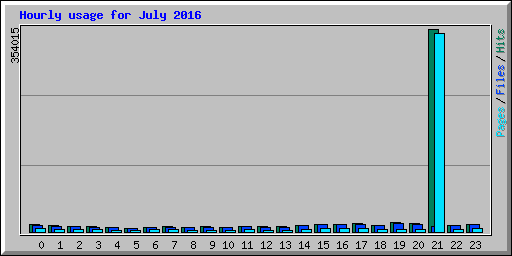 Hourly usage for July 2016
354015
Pages/Files/Hits
0 1 2 3 4 5 6 7 8 9 10 11 12 13 14 15 16 17 18 19 20 21 22 23